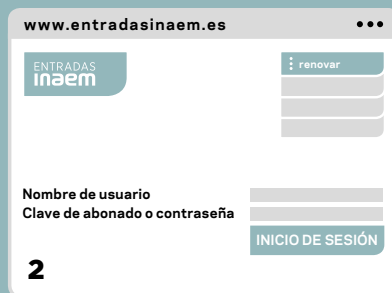 www.entradasinaem.es
ENTRADAS
inaem
renovar
Nombre de usuario
Clave de abonado o contraseña
INICIO DE SESIÓN
2